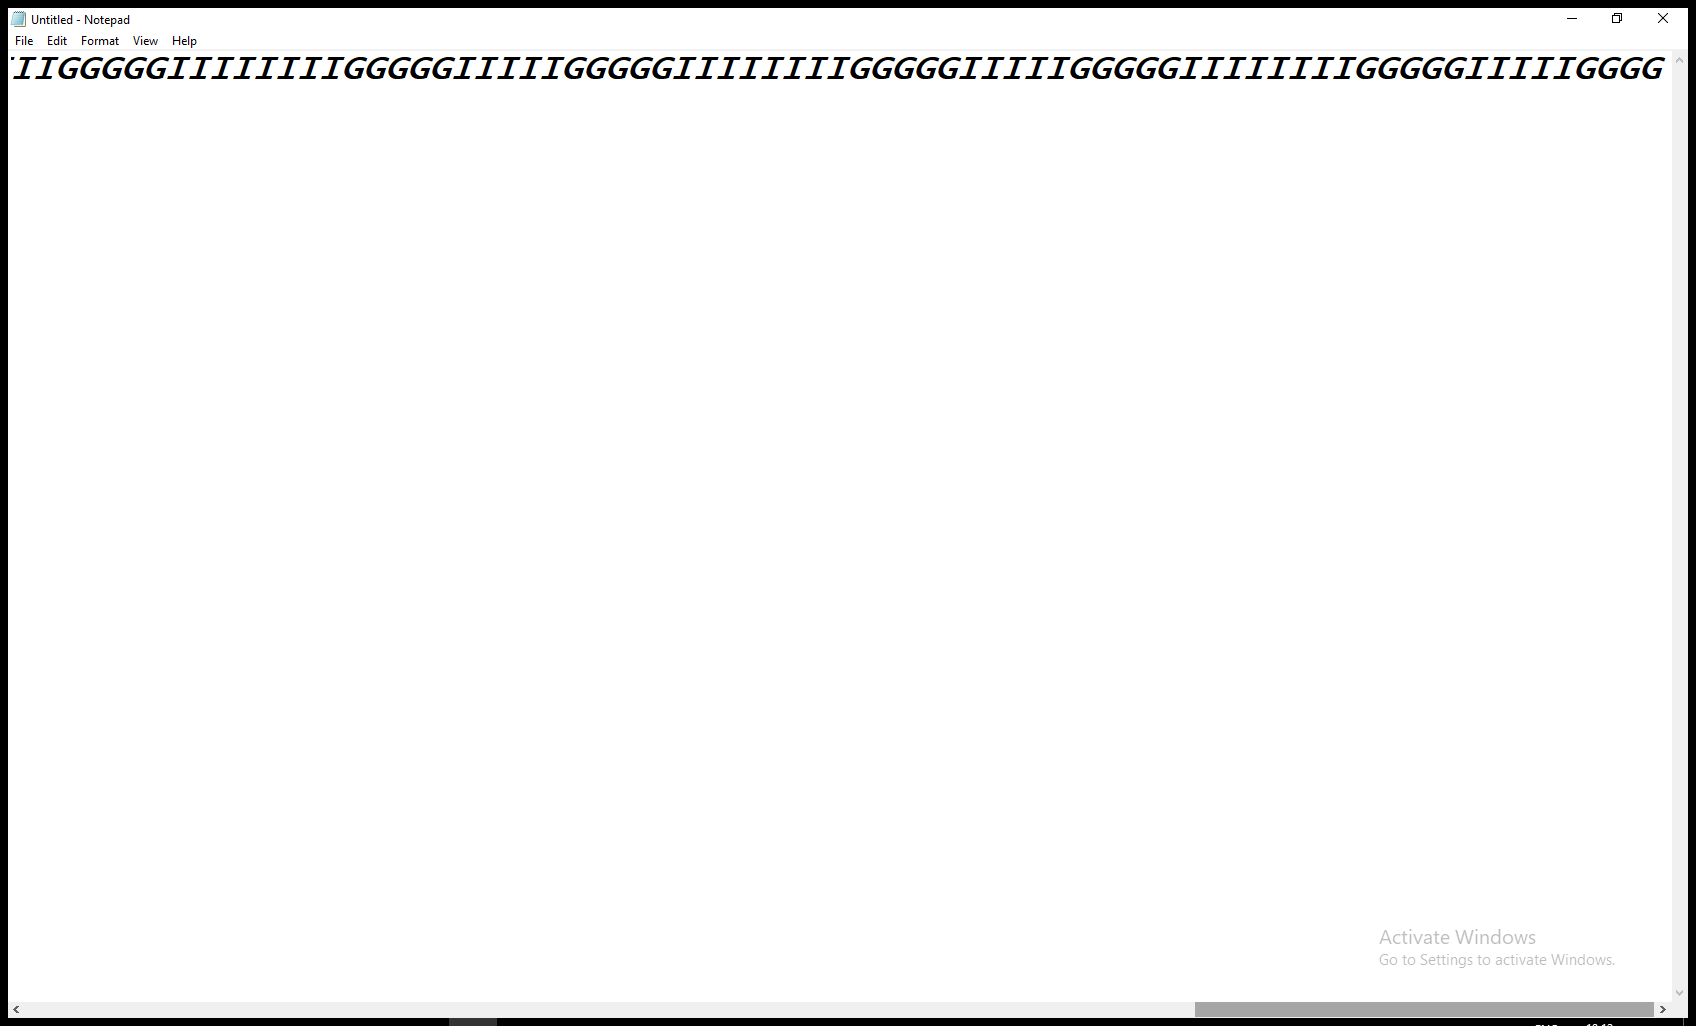 Untitled - Notepad
File Edit Format View Help
IIGGGGGIIIIIIIIGGGGGIIIIIGGGGGIIIIIIIIGGGGGIIIIIGGGGGIIIIIIIIGGGGGIIIIIGGGG
Activate Windows
Go to Settings to activate Windows.